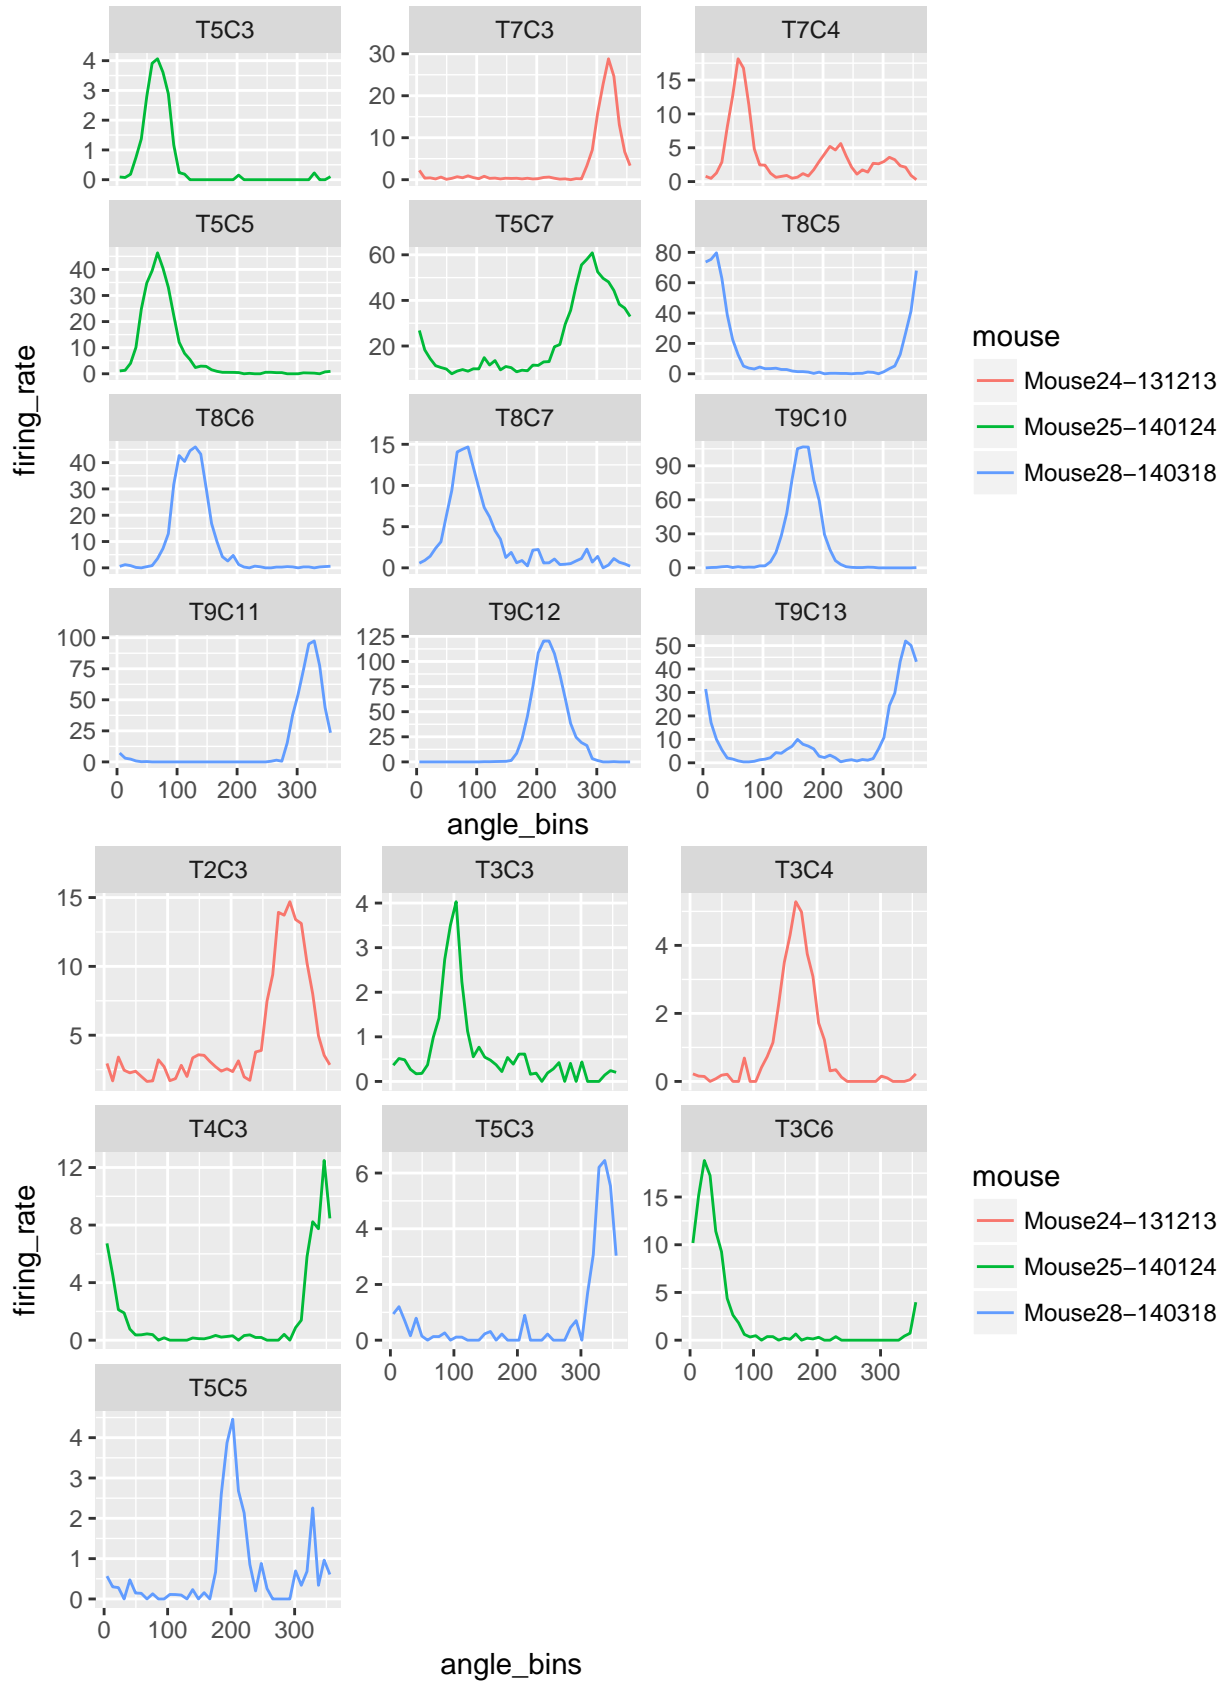 T5C3 T7C3 T7C4
4 3 2 1 0
30 20 10 0
15 10 5 0
T5C5 T5C7 T8C5
40 30 20 10 0
60 40 20
80 60 40 20 0
T8C6 T8C7 T9C10
40 30 20 10 0
15 10 5 0
90 60 30 0
T9C11 T9C12 T9C13
100 75 50 25 0
125 100 75 50 25 0
50 40 30 20 10 0
0 100 200 300 0 100 200 300 0 100 200 300
angle_bins
firing_rate
mouse
Mouse24−131213
Mouse25−140124
Mouse28−140318
T2C3 T3C3 T3C4
15 10 5
4 3 2 1 0
4 2 0
T4C3 T5C3 T3C6
12 8 4 0
6 4 2 0
15 10 5 0
0 100 200 300 0 100 200 300
T5C5
4 3 2 1 0
0 100 200 300
angle_bins
firing_rate
mouse
Mouse24−131213
Mouse25−140124
Mouse28−140318